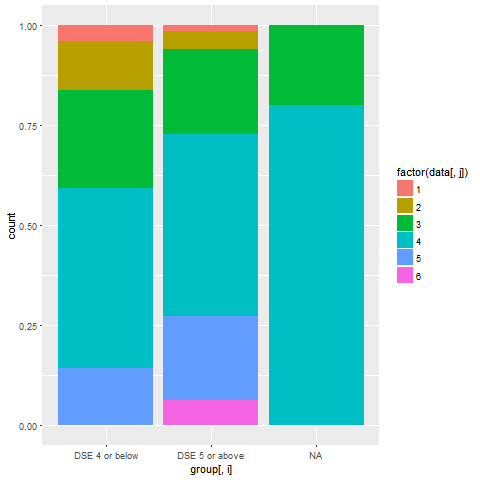 1.00
0.75
0.50
0.25
0.00
count
DSE 4 or below
DSE 5 or above
NA
group[, i]
factor(data[, j])
1
2
3
4
5
6